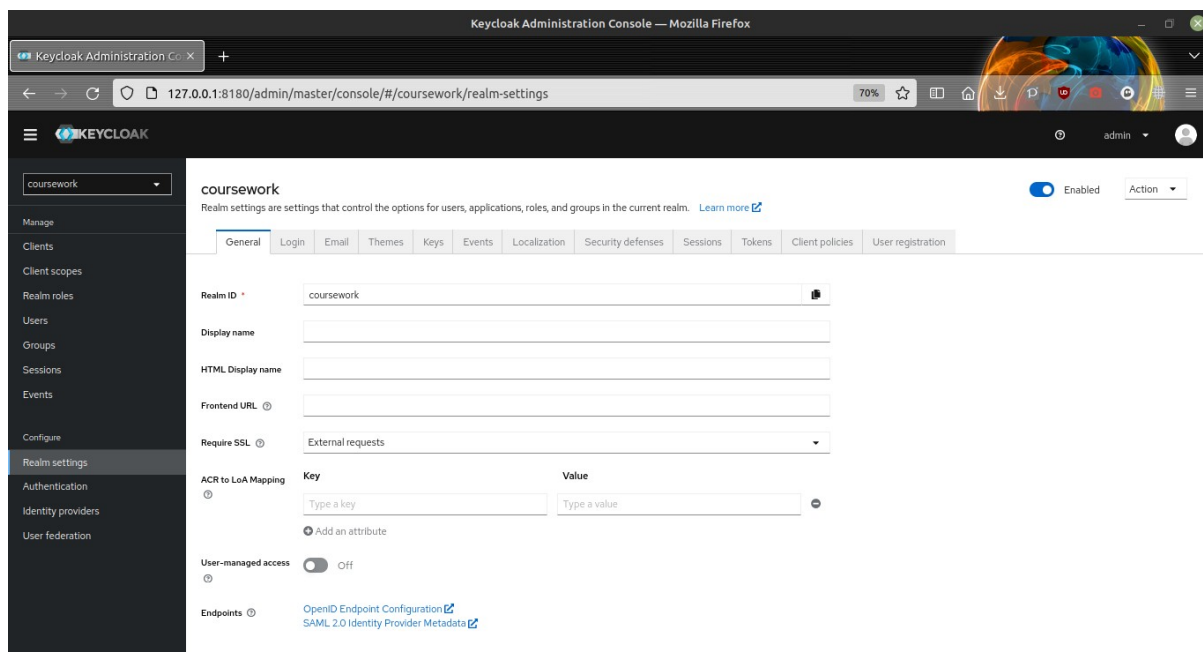 Keycloak Administration Console — Mozilla Firefox
Keycloak Administration Co
127.0.0.1:8180/admin/master/console/#/coursework/realm-settings
70%
KEYCLOAK
admin
coursework
Manage
Clients
Client scopes
Realm roles
Users
Groups
Sessions
Events
Configure
Realm settings
Authentication
Identity providers
User federation
coursework
Enabled
Action
Realm settings are settings that control the options for users, applications, roles, and groups in the current realm. Learn more
General Login Email Themes Keys Events Localization Security defenses Sessions Tokens Client policies User registration
Realm ID *
coursework
Display name
HTML Display name
Frontend URL
Require SSL
External requests
ACR to LoA Mapping
Key Value
Type a key Type a value
Add an attribute
User-managed access
Off
Endpoints
OpenID Endpoint Configuration
SAML 2.0 Identity Provider Metadata